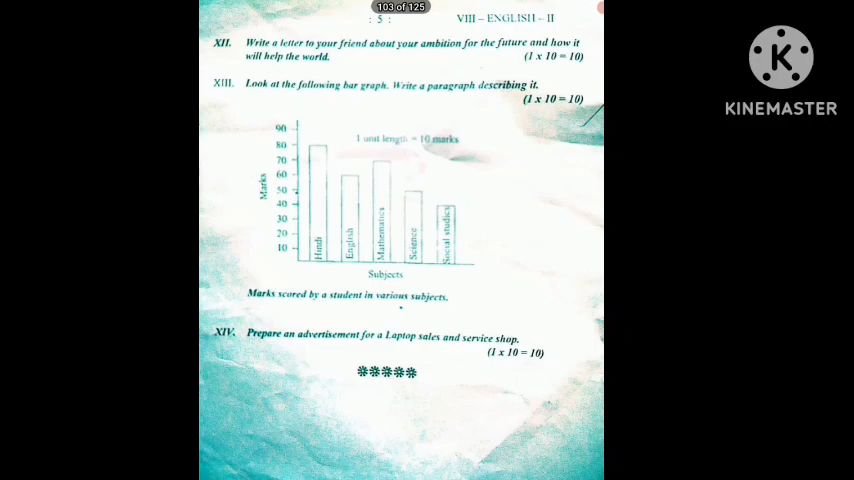 103 of 125
: 5 :
VIII – ENGLISH – II
XII. Write a letter to your friend about your ambition for the future and how it
will help the world. (1 x 10 = 10)
XIII. Look at the following bar graph. Write a paragraph describing it.
(1 x 10 = 10)
1 unit length = 10 marks
90
80
70
60
50
40
30
20
10
Marks
Hindi
English
Mathematics
Science
Social studies
Subjects
Marks scored by a student in various subjects.
XIV. Prepare an advertisement for a Laptop sales and service shop.
(1 x 10 = 10)
*****
K
KINEMASTER